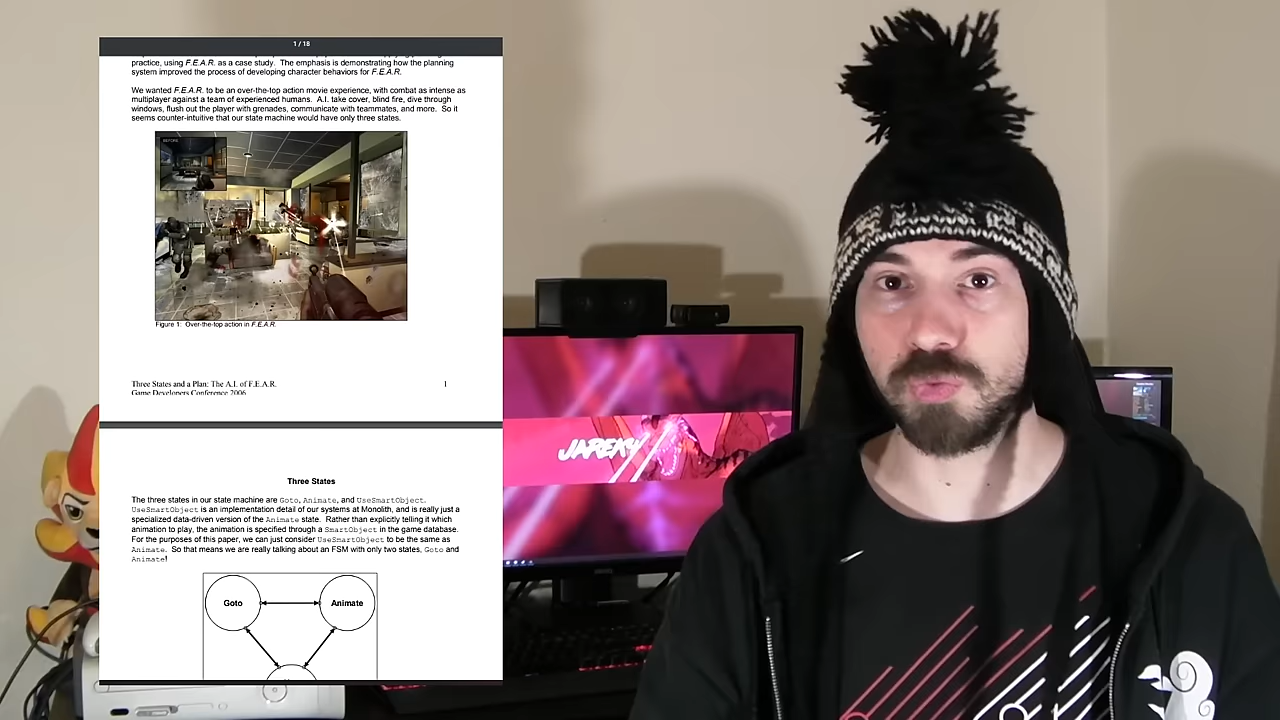 1 / 18
practice, using F.E.A.R. as a case study. The emphasis is demonstrating how the planning
system improved the process of developing character behaviors for F.E.A.R.
We wanted F.E.A.R. to be an over-the-top action movie experience, with combat as intense as
multiplayer against a team of experienced humans. A.I. take cover, blind fire, dive through
windows, flush out the player with grenades, communicate with teammates, and more. So it
seems counter-intuitive that our state machine would have only three states.
BEFORE
Figure 1: Over-the-top action in F.E.A.R.
Three States and a Plan: The A.I. of F.E.A.R.
1
Game Developers Conference 2006
Three States
The three states in our state machine are Goto, Animate, and UseSmartObject.
UseSmartObject is an implementation detail of our systems at Monolith, and is really just a
specialized data-driven version of the Animate state. Rather than explicitly telling it which
animation to play, the animation is specified through a SmartObject in the game database.
For the purposes of this paper, we can just consider UseSmartObject to be the same as
Animate. So that means we are really talking about an FSM with only two states, Goto and
Animate!
Goto
Animate
JAREKY